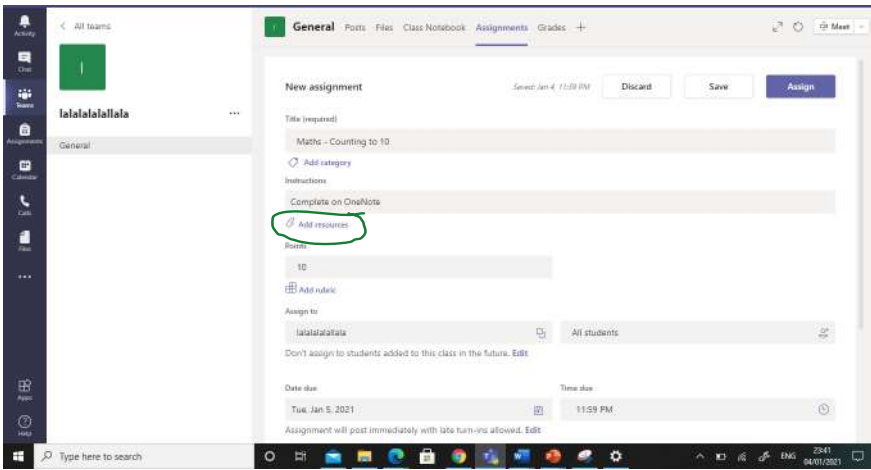 Activity
< All teams
General Posts Files Class Notebook Assignments Grades +
Meet
Chat
Teams
Assignments
Calendar
Calls
Files
...
Apps
Help
I
I
lalalalalallala ...
General
New assignment
Saved: Jan 4, 11:59 PM
Discard
Save
Assign
Title (required)
Maths - Counting to 10
Add category
Instructions
Complete on OneNote
Add resources
Points
10
Add rubric
Assign to
All students
Don't assign to students added to this class in the future. Edit
Date due
Time due
Tue, Jan 5, 2021
11:59 PM
Assignment will post immediately with late turn-ins allowed. Edit
Type here to search
ENG
23:41
04/01/2021